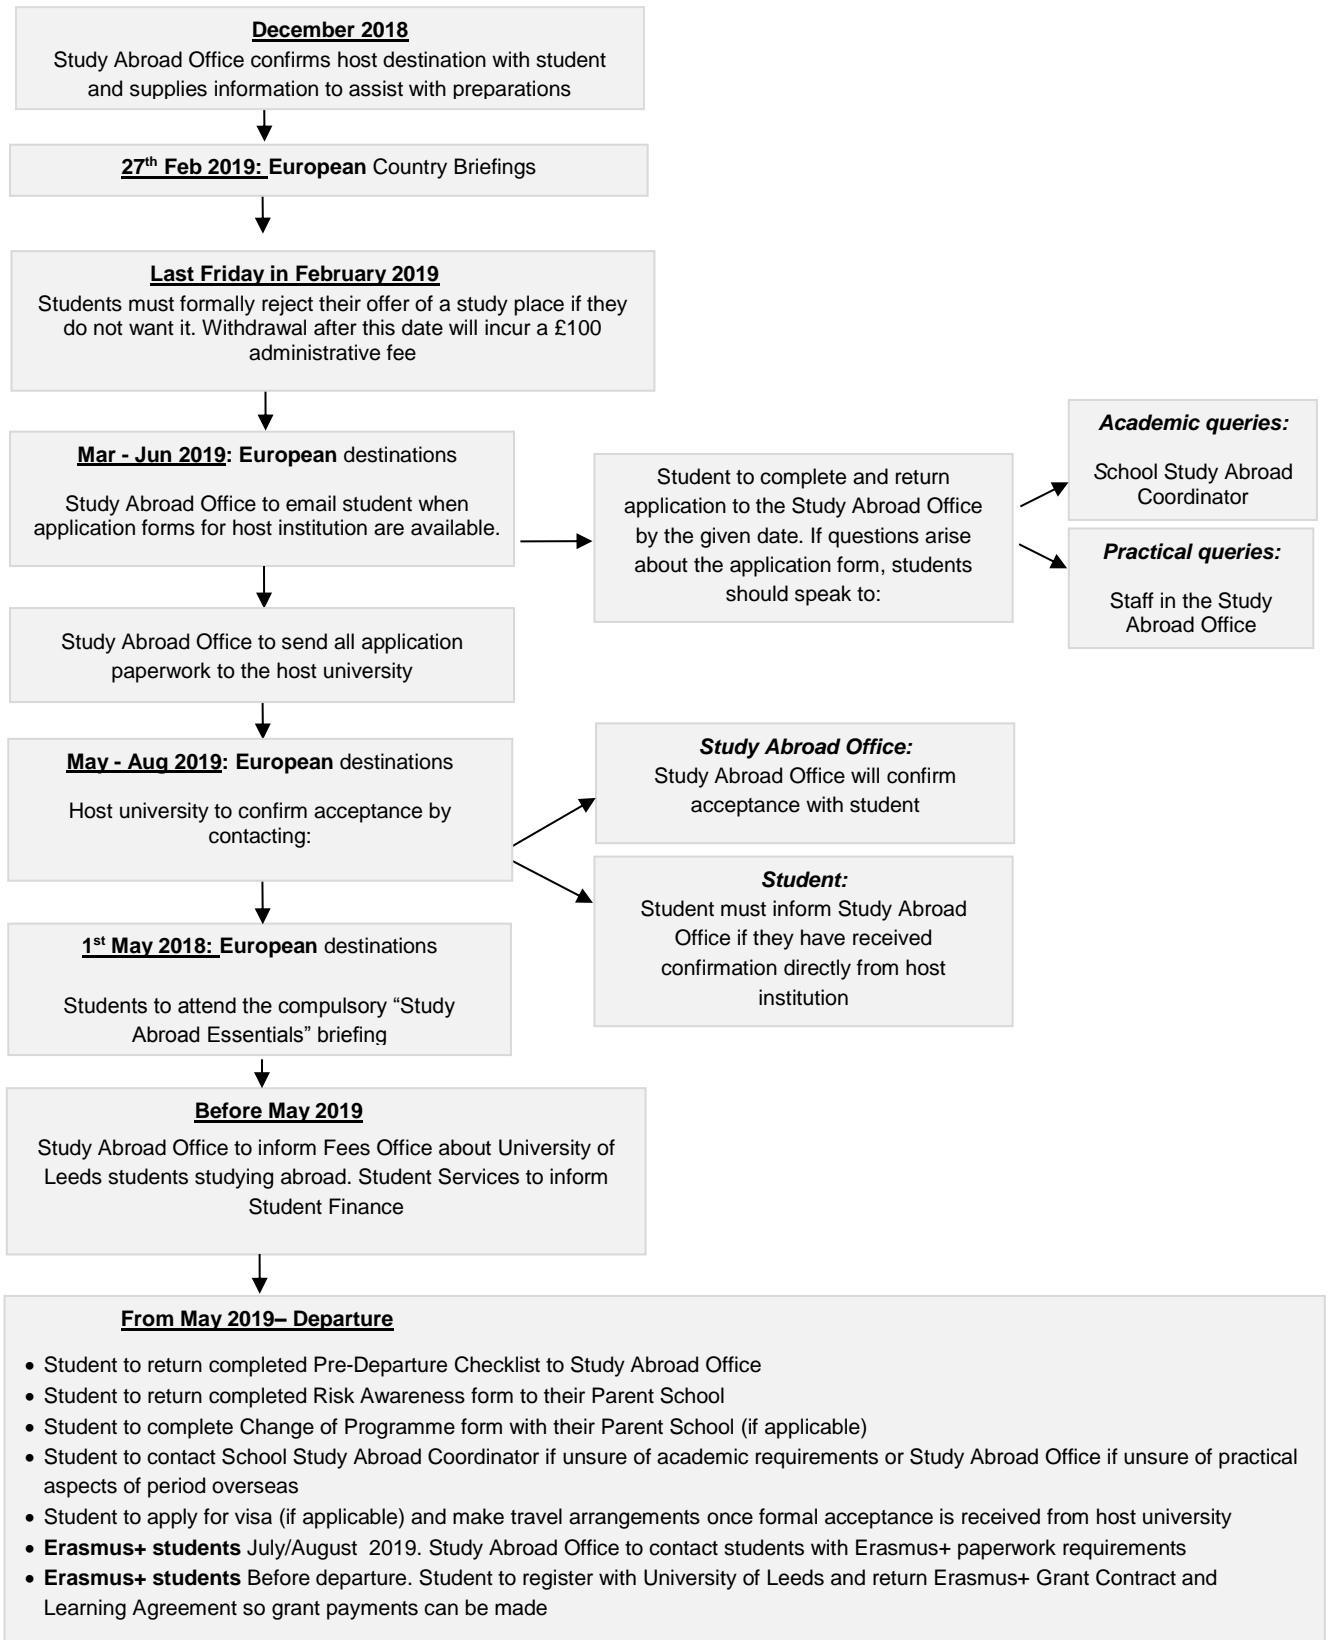 December 2018
Study Abroad Office confirms host destination with student
and supplies information to assist with preparations
27th Feb 2019: European Country Briefings
Last Friday in February 2019
Students must formally reject their offer of a study place if they
do not want it. Withdrawal after this date will incur a £100
administrative fee
Mar - Jun 2019: European destinations
Study Abroad Office to email student when
application forms for host institution are available.
Student to complete and return
application to the Study Abroad Office
by the given date. If questions arise
about the application form, students
should speak to:
Academic queries:
School Study Abroad
Coordinator
Practical queries:
Staff in the Study
Abroad Office
Study Abroad Office to send all application
paperwork to the host university
May - Aug 2019: European destinations
Host university to confirm acceptance by
contacting:
Study Abroad Office:
Study Abroad Office will confirm
acceptance with student
Student:
Student must inform Study Abroad
Office if they have received
confirmation directly from host
institution
1st May 2018: European destinations
Students to attend the compulsory “Study
Abroad Essentials” briefing
Before May 2019
Study Abroad Office to inform Fees Office about University of
Leeds students studying abroad. Student Services to inform
Student Finance
From May 2019– Departure
• Student to return completed Pre-Departure Checklist to Study Abroad Office
• Student to return completed Risk Awareness form to their Parent School
• Student to complete Change of Programme form with their Parent School (if applicable)
• Student to contact School Study Abroad Coordinator if unsure of academic requirements or Study Abroad Office if unsure of practical
aspects of period overseas
• Student to apply for visa (if applicable) and make travel arrangements once formal acceptance is received from host university
• Erasmus+ students July/August 2019. Study Abroad Office to contact students with Erasmus+ paperwork requirements
• Erasmus+ students Before departure. Student to register with University of Leeds and return Erasmus+ Grant Contract and
Learning Agreement so grant payments can be made